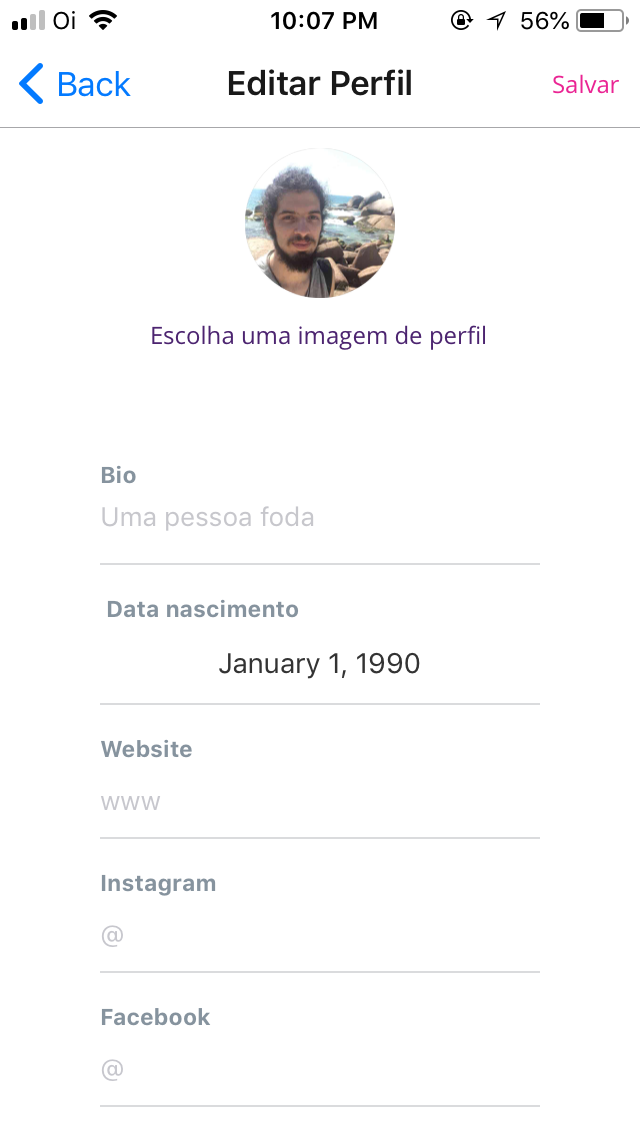 Oi 10:07 PM 56%
Back Editar Perfil Salvar
Escolha uma imagem de perfil
Bio
Uma pessoa foda
Data nascimento
January 1, 1990
Website
www
Instagram
@
Facebook
@